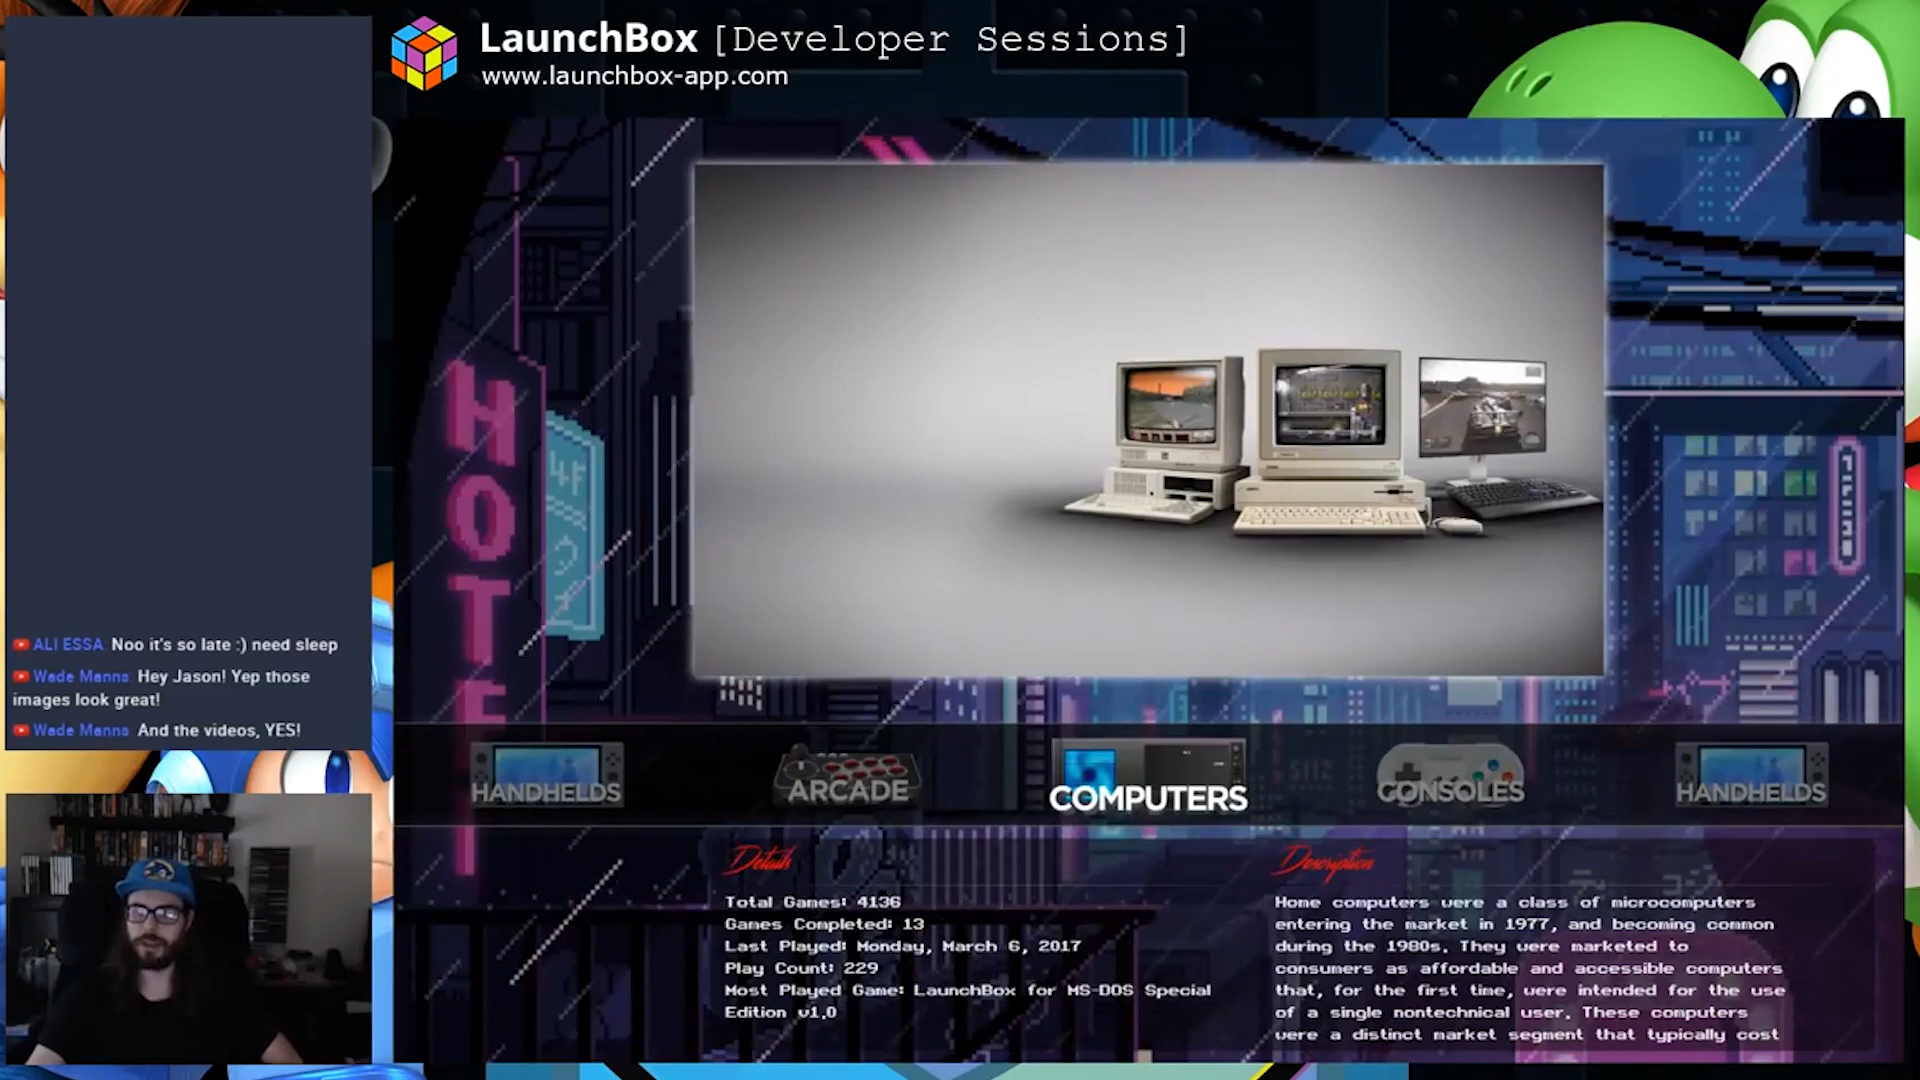 LaunchBox [Developer Sessions]
www.launchbox-app.com
HOTE
ALI ESSA: Noo it's so late :) need sleep
Wade Manns: Hey Jason! Yep those
images look great!
Wade Manns: And the videos, YES!
HANDHELDS
ARCADE
COMPUTERS
CONSOLES
HANDHELDS
Details
Total Games: 4136
Games Completed: 13
Last Played: Monday, March 6, 2017
Play Count: 229
Most Played Game: LaunchBox for MS-DOS Special
Edition v1.0
Description
Home computers were a class of microcomputers
entering the market in 1977, and becoming common
during the 1980s. They were marketed to
consumers as affordable and accessible computers
that, for the first time, were intended for the use
of a single nontechnical user. These computers
were a distinct market segment that typically cost